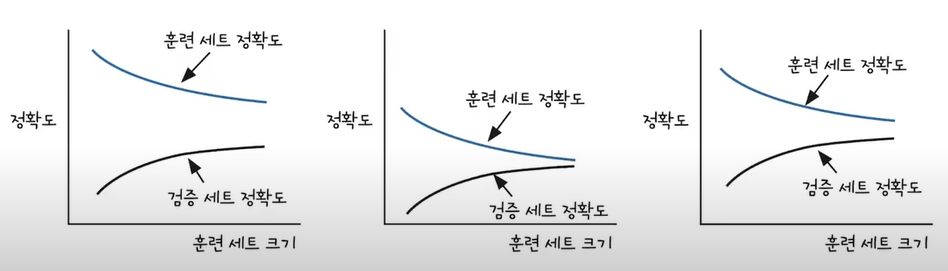 훈련 세트 정확도
정확도
검증 세트 정확도
훈련 세트 크기
훈련 세트 정확도
정확도
검증 세트 정확도
훈련 세트 크기
훈련 세트 정확도
정확도
검증 세트 정확도
훈련 세트 크기